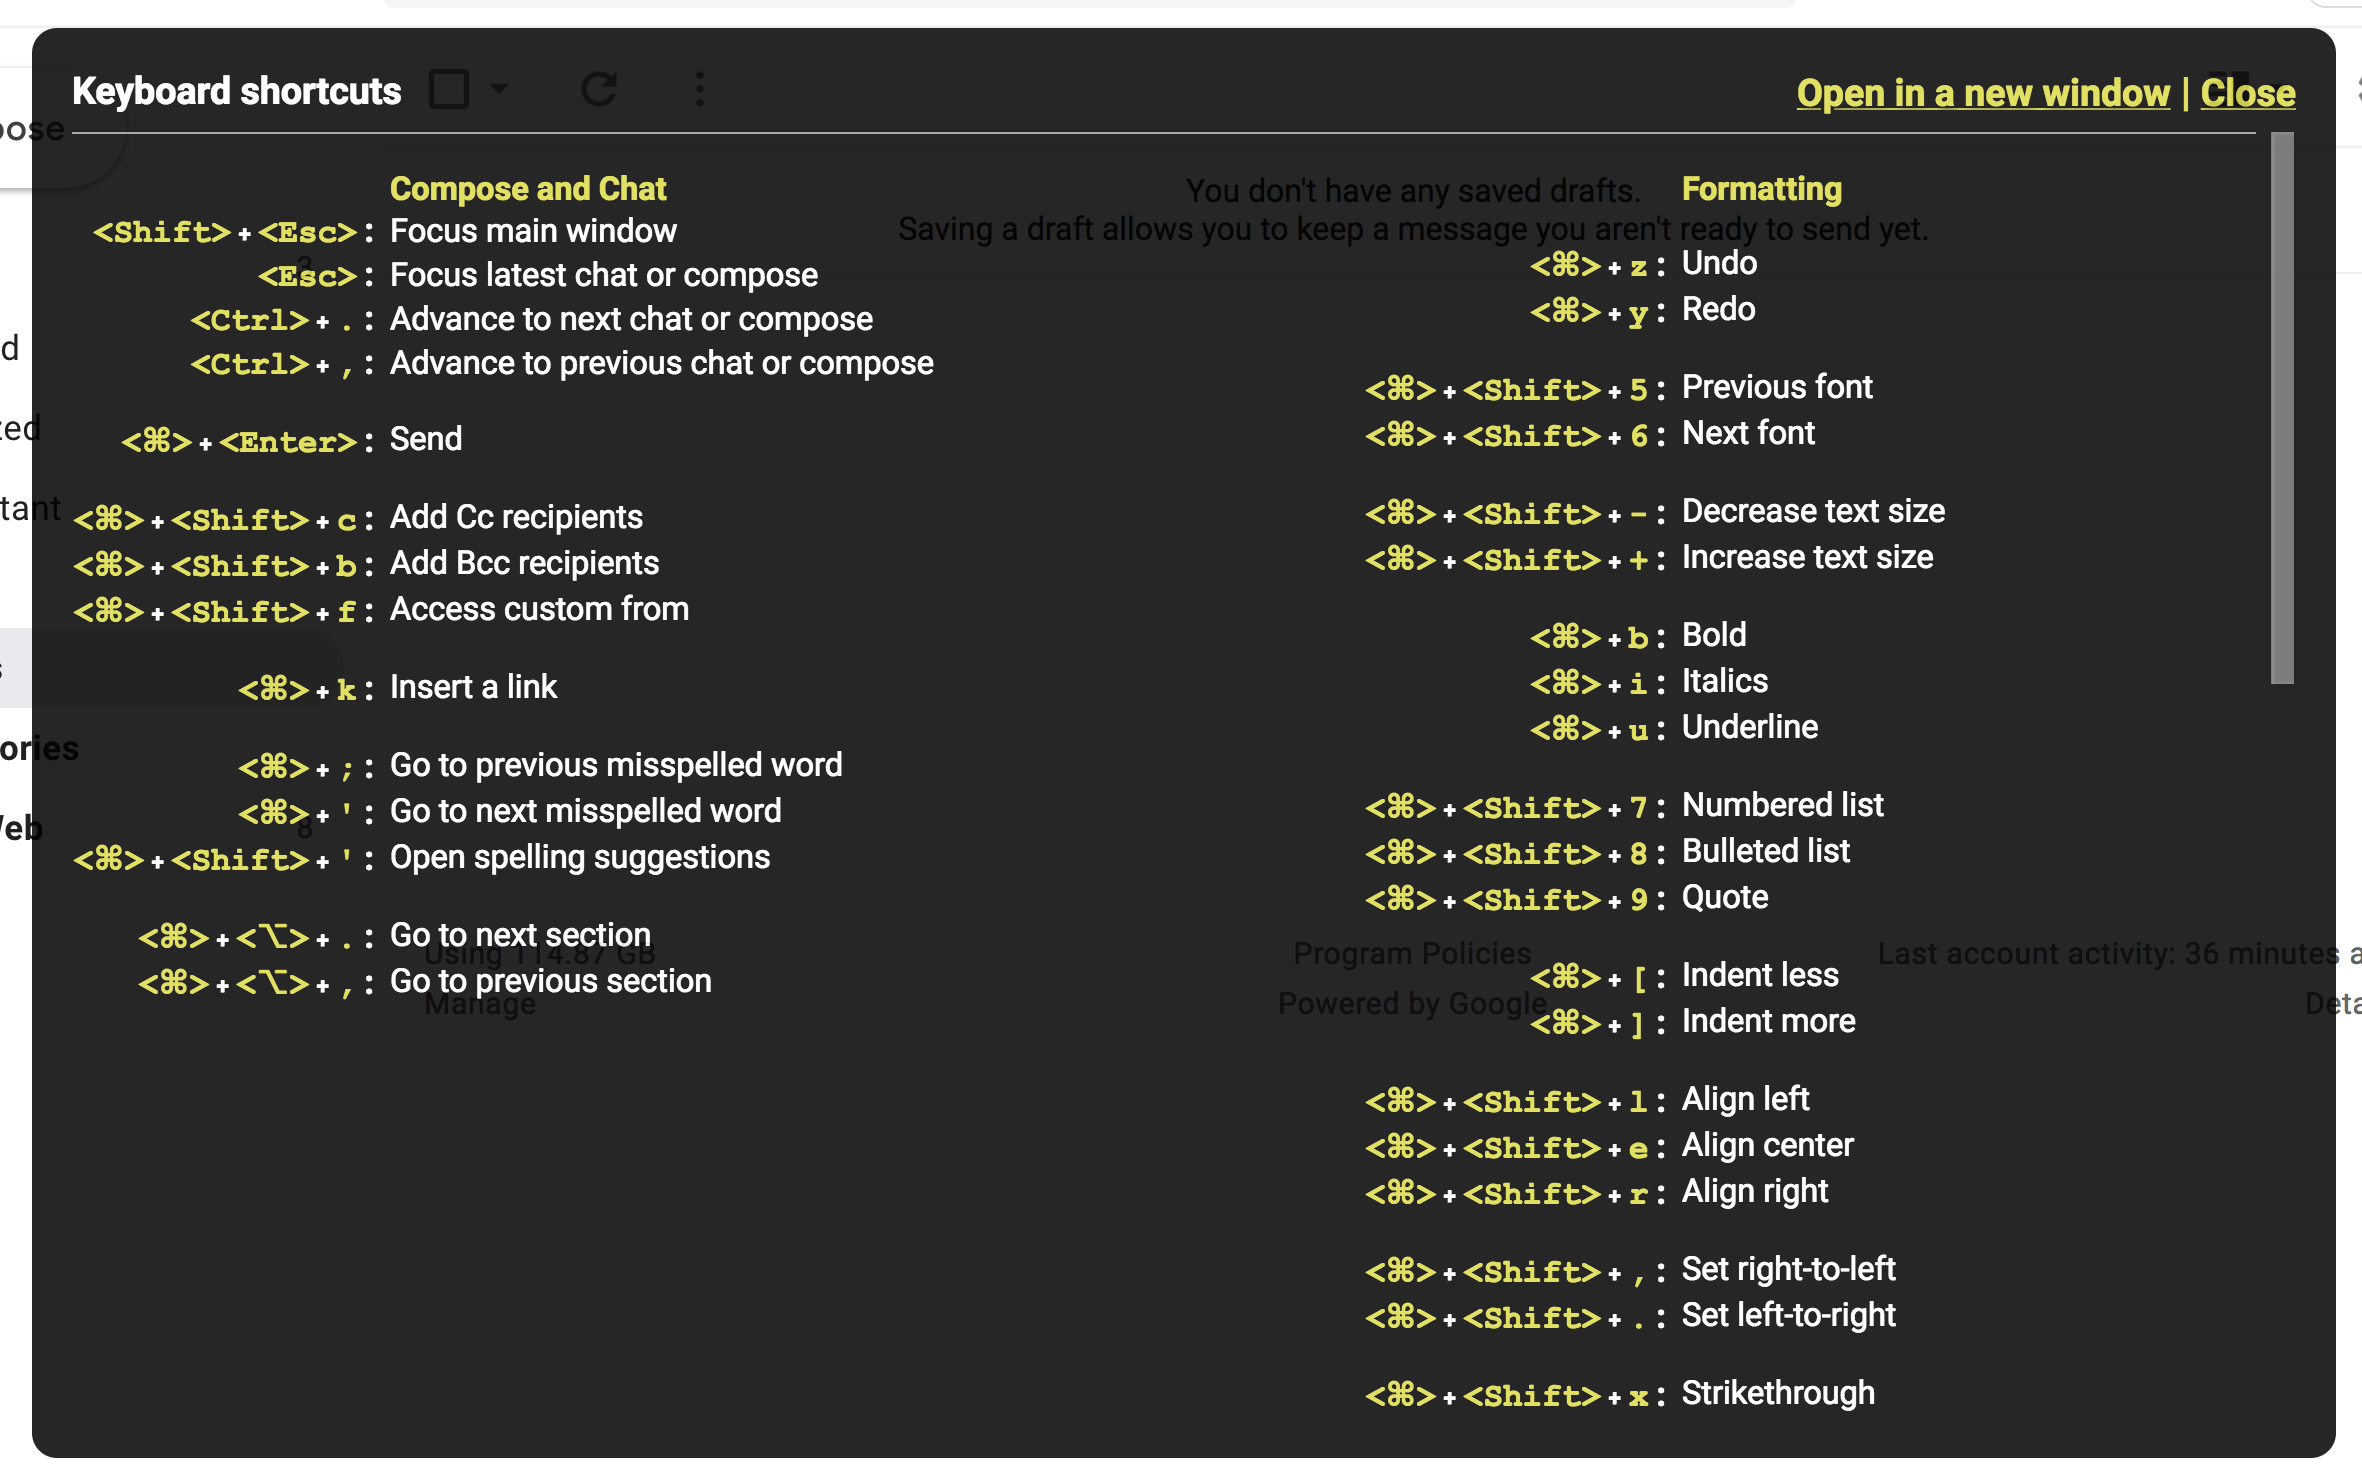 Keyboard shortcuts
Open in a new window | Close
Compose and Chat
<Shift> + <Esc> : Focus main window
<Esc> : Focus latest chat or compose
<Ctrl> + . : Advance to next chat or compose
<Ctrl> + , : Advance to previous chat or compose
<⌘> + <Enter> : Send
<⌘> + <Shift> + c : Add Cc recipients
<⌘> + <Shift> + b : Add Bcc recipients
<⌘> + <Shift> + f : Access custom from
<⌘> + k : Insert a link
<⌘> + ; : Go to previous misspelled word
<⌘> + ' : Go to next misspelled word
<⌘> + <Shift> + ' : Open spelling suggestions
<⌘> + <⌥> + . : Go to next section
<⌘> + <⌥> + , : Go to previous section
Formatting
<⌘> + z : Undo
<⌘> + y : Redo
<⌘> + <Shift> + 5 : Previous font
<⌘> + <Shift> + 6 : Next font
<⌘> + <Shift> + - : Decrease text size
<⌘> + <Shift> + + : Increase text size
<⌘> + b : Bold
<⌘> + i : Italics
<⌘> + u : Underline
<⌘> + <Shift> + 7 : Numbered list
<⌘> + <Shift> + 8 : Bulleted list
<⌘> + <Shift> + 9 : Quote
<⌘> + [ : Indent less
<⌘> + ] : Indent more
<⌘> + <Shift> + l : Align left
<⌘> + <Shift> + e : Align center
<⌘> + <Shift> + r : Align right
<⌘> + <Shift> + , : Set right-to-left
<⌘> + <Shift> + . : Set left-to-right
<⌘> + <Shift> + x : Strikethrough
You don't have any saved drafts.
Saving a draft allows you to keep a message you aren't ready to send yet.
3
8
Using 114.87 GB
Manage
Program Policies
Powered by Google
Last account activity: 36 minutes a
Deta
pose
d
zed
tant
s
ories
Web